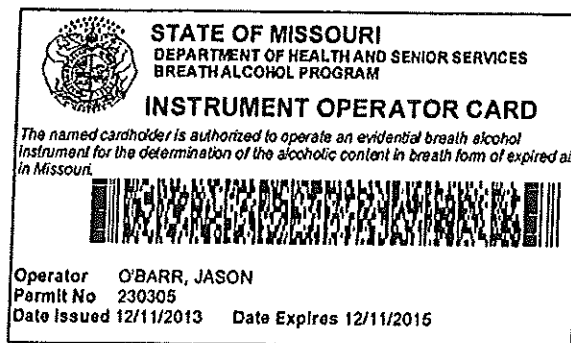 STATE OF MISSOURI
DEPARTMENT OF HEALTH AND SENIOR SERVICES
BREATH ALCOHOL PROGRAM
INSTRUMENT OPERATOR CARD
The named cardholder is authorized to operate an evidential breath alcohol
instrument for the determination of the alcoholic content in breath form of expired ai
in Missouri.
Operator O'BARR, JASON
Permit No 230305
Date Issued 12/11/2013 Date Expires 12/11/2015